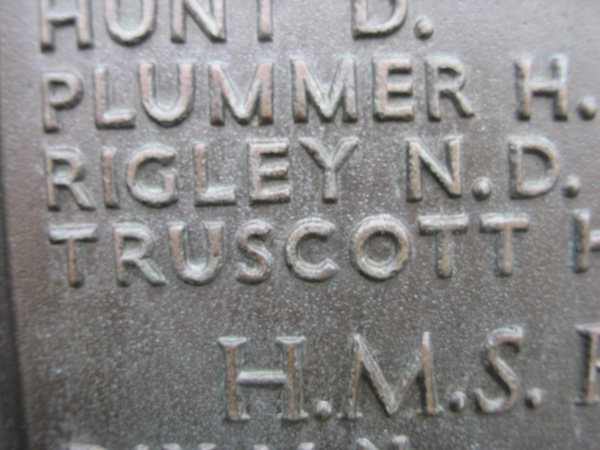 HUNT D.
PLUMMER H.
RIGLEY N.D.
TRUSCOTT H
H.M.S.